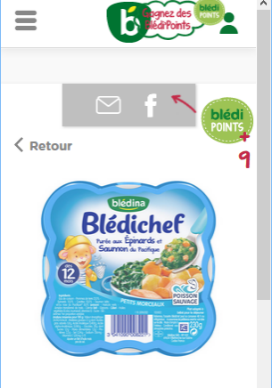 Gagnez des
BlédiPoints
blédi
POINTS
f
blédi
POINTS
+
9
Retour
blédina
Blédichef
Purée aux Épinards et
Saumon du Pacifique
12
PETITS MORCEAUX
POISSON
SAUVAGE